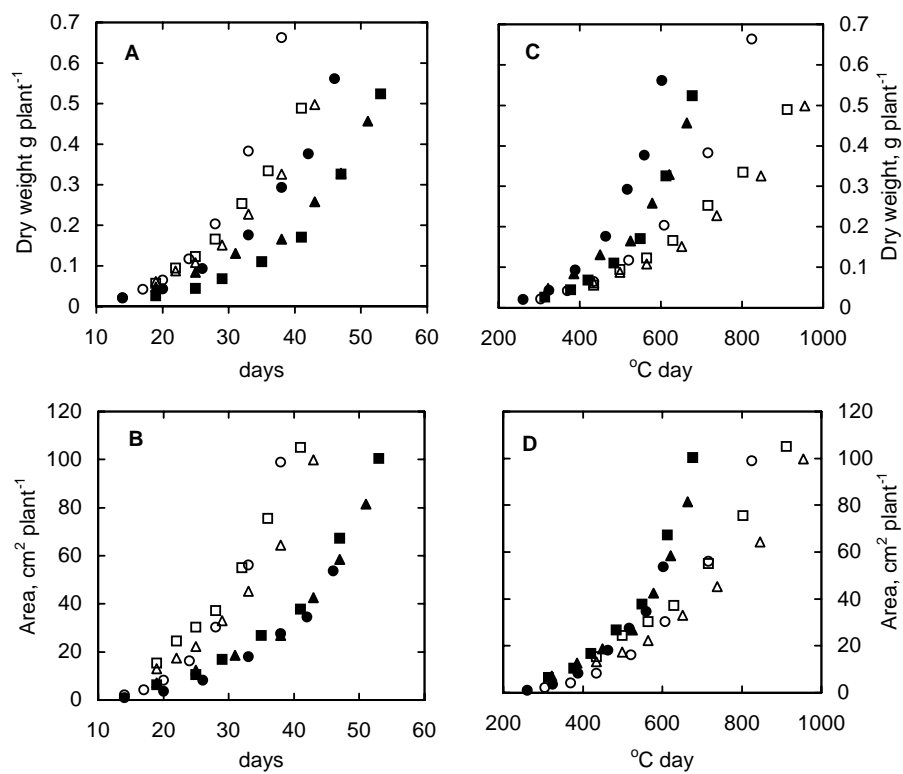 0.7
0.6
0.5
0.4
0.3
0.2
0.1
0
10 20 30 40 50 60
days
Dry weight g plant⁻¹
A
0.7
0.6
0.5
0.4
0.3
0.2
0.1
0
200 400 600 800 1000
°C day
Dry weight, g plant⁻¹
C
120
100
80
60
40
20
0
10 20 30 40 50 60
days
Area, cm² plant⁻¹
B
120
100
80
60
40
20
0
200 400 600 800 1000
°C day
Area, cm² plant⁻¹
D